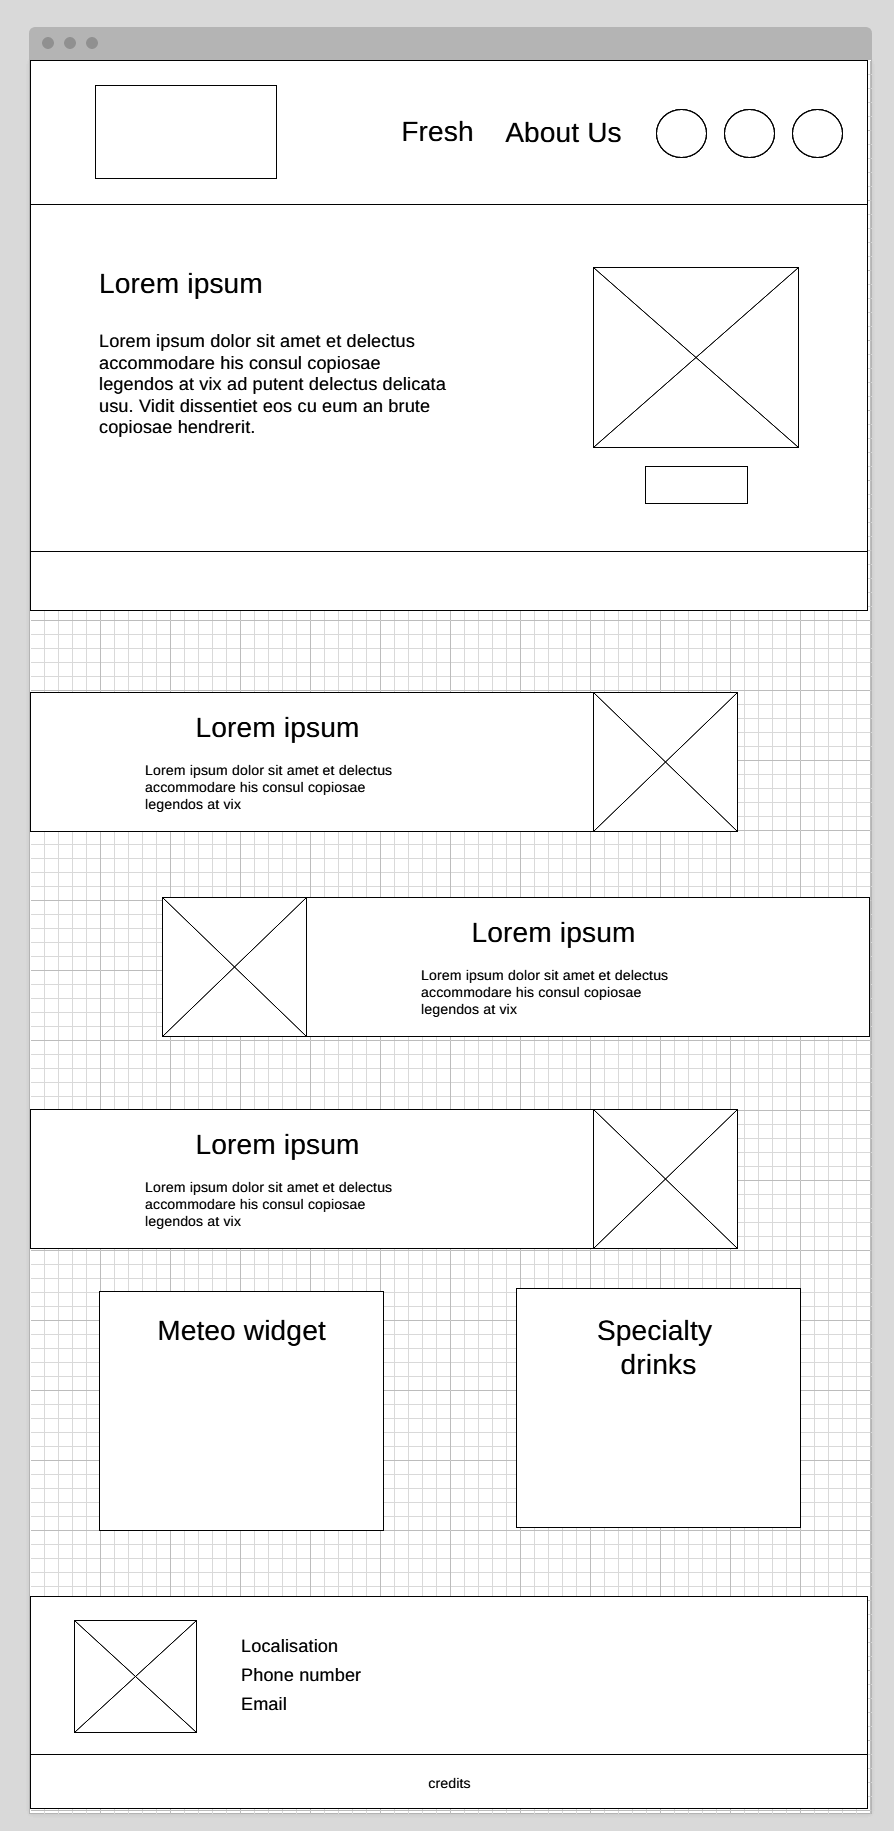 Fresh
About Us
Lorem ipsum
Lorem ipsum dolor sit amet et delectus
accommodare his consul copiosae
legendos at vix ad putent delectus delicata
usu. Vidit dissentiet eos cu eum an brute
copiosae hendrerit.
Lorem ipsum
Lorem ipsum dolor sit amet et delectus
accommodare his consul copiosae
legendos at vix
Lorem ipsum
Lorem ipsum dolor sit amet et delectus
accommodare his consul copiosae
legendos at vix
Lorem ipsum
Lorem ipsum dolor sit amet et delectus
accommodare his consul copiosae
legendos at vix
Meteo widget
Specialty
drinks
Localisation
Phone number
Email
credits